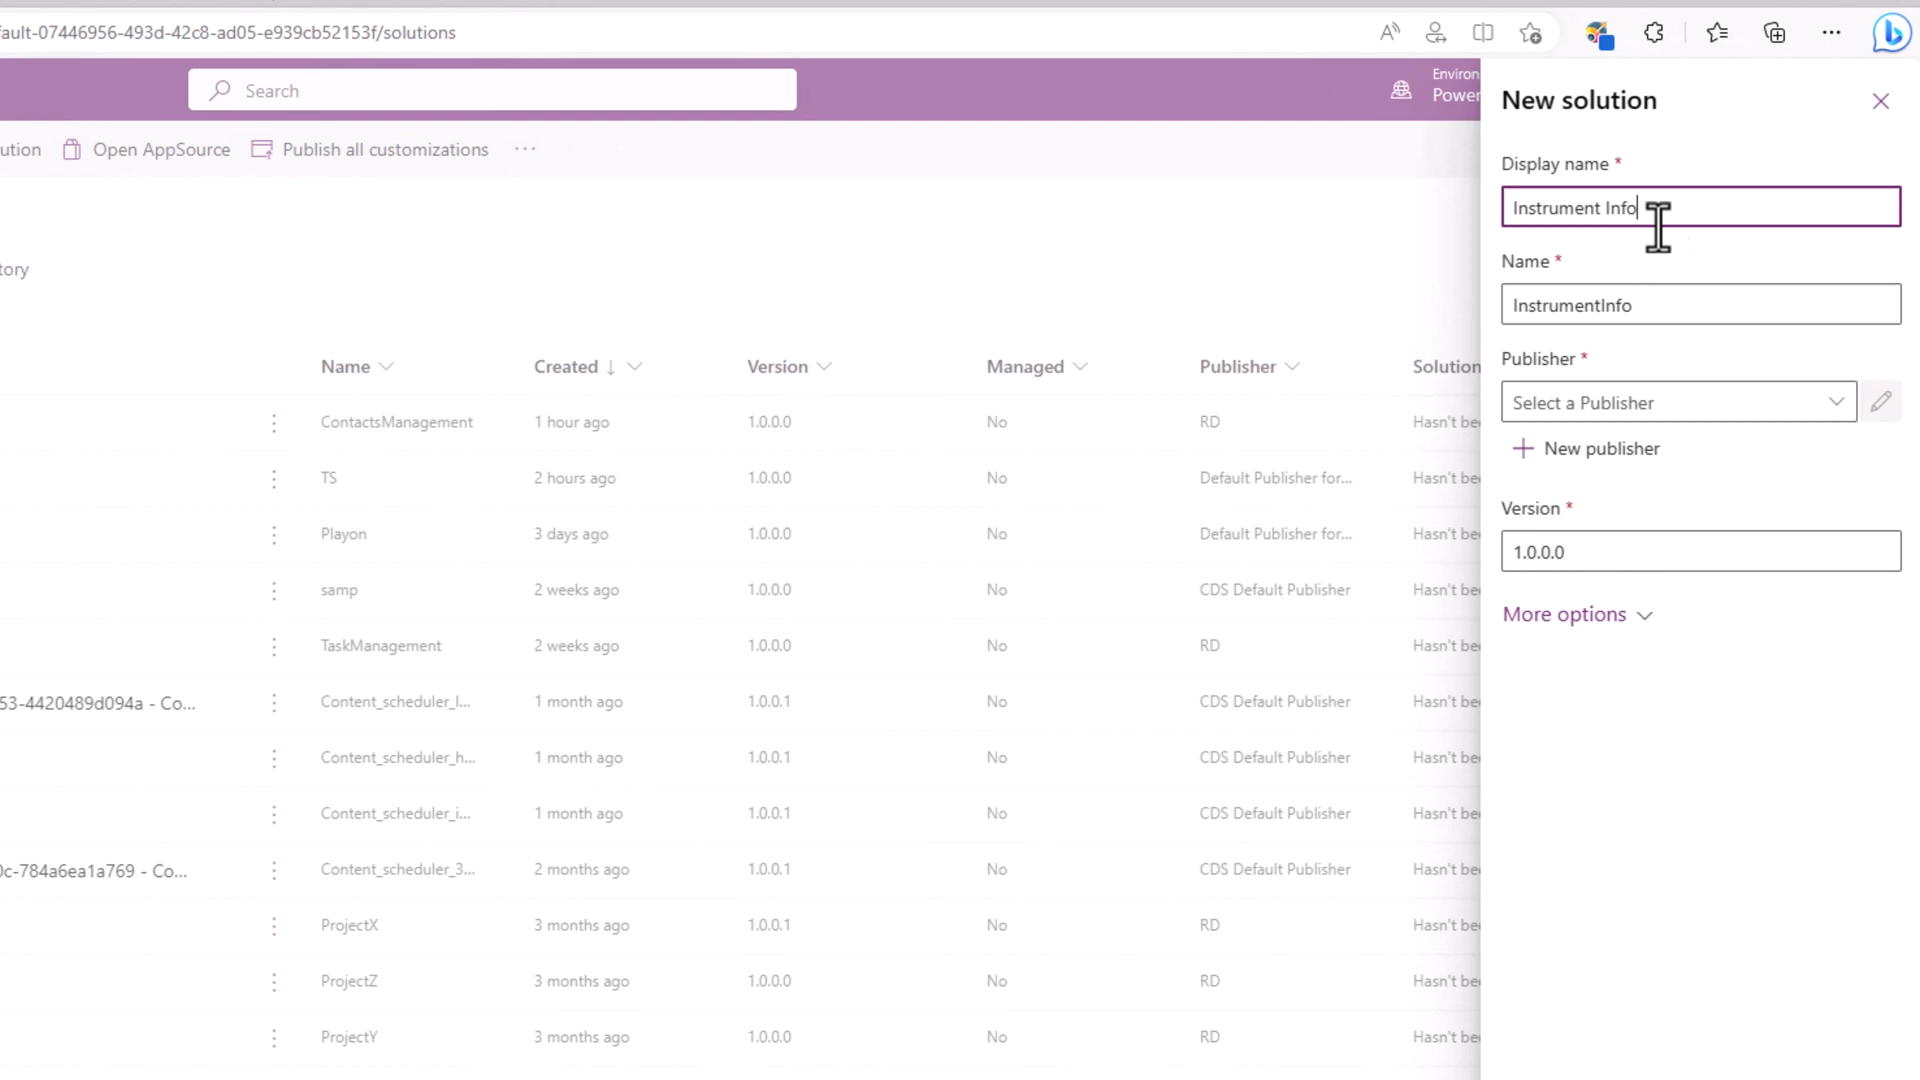 fault-07446956-493d-42c8-ad05-e939cb52153f/solutions
Search
Environ
Power
ution Open AppSource Publish all customizations
tory
Name Created ↓ Version Managed Publisher Solution
ContactsManagement 1 hour ago 1.0.0.0 No RD Hasn't be
TS 2 hours ago 1.0.0.0 No Default Publisher for... Hasn't be
Playon 3 days ago 1.0.0.0 No Default Publisher for... Hasn't be
samp 2 weeks ago 1.0.0.0 No CDS Default Publisher Hasn't be
TaskManagement 2 weeks ago 1.0.0.0 No RD Hasn't be
53-4420489d094a - Co... Content_scheduler_l... 1 month ago 1.0.0.1 No CDS Default Publisher Hasn't be
Content_scheduler_h... 1 month ago 1.0.0.1 No CDS Default Publisher Hasn't be
Content_scheduler_i... 1 month ago 1.0.0.1 No CDS Default Publisher Hasn't be
0c-784a6ea1a769 - Co... Content_scheduler_3... 2 months ago 1.0.0.1 No CDS Default Publisher Hasn't be
ProjectX 3 months ago 1.0.0.1 No RD Hasn't be
ProjectZ 3 months ago 1.0.0.0 No RD Hasn't be
ProjectY 3 months ago 1.0.0.0 No RD Hasn't be
New solution
Display name *
Instrument Info
Name *
InstrumentInfo
Publisher *
Select a Publisher
+ New publisher
Version *
1.0.0.0
More options